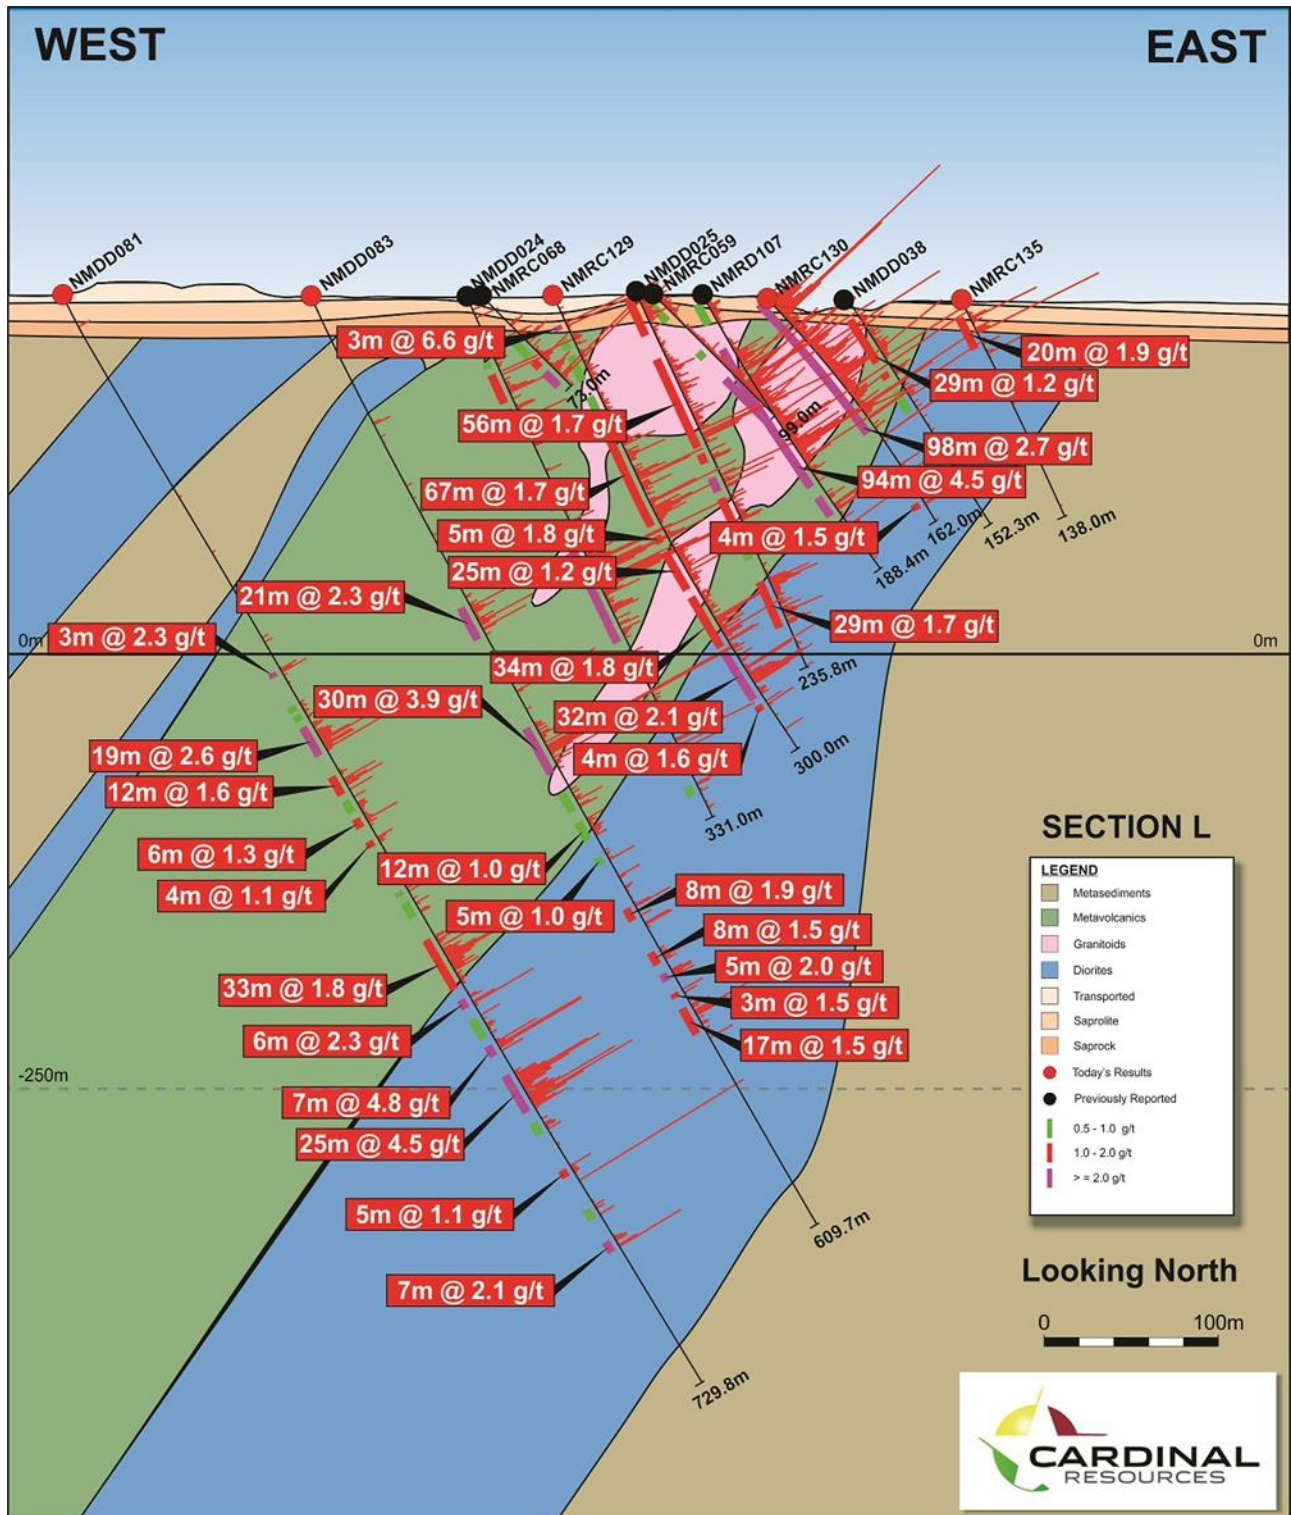 WEST
EAST
NMDD081
NMDD083
NMDD024
NMRC068
NMRC129
NMDD025
NMRC059
NMRD107
NMRC130
NMDD038
NMRC135
3m @ 6.6 g/t
20m @ 1.9 g/t
29m @ 1.2 g/t
73.0m
56m @ 1.7 g/t
99.0m
98m @ 2.7 g/t
94m @ 4.5 g/t
67m @ 1.7 g/t
5m @ 1.8 g/t
4m @ 1.5 g/t
162.0m
152.3m
138.0m
25m @ 1.2 g/t
188.4m
21m @ 2.3 g/t
29m @ 1.7 g/t
3m @ 2.3 g/t
0m
0m
34m @ 1.8 g/t
235.8m
30m @ 3.9 g/t
32m @ 2.1 g/t
19m @ 2.6 g/t
4m @ 1.6 g/t
300.0m
12m @ 1.6 g/t
331.0m
6m @ 1.3 g/t
12m @ 1.0 g/t
4m @ 1.1 g/t
8m @ 1.9 g/t
5m @ 1.0 g/t
8m @ 1.5 g/t
5m @ 2.0 g/t
33m @ 1.8 g/t
3m @ 1.5 g/t
6m @ 2.3 g/t
17m @ 1.5 g/t
-250m
7m @ 4.8 g/t
25m @ 4.5 g/t
5m @ 1.1 g/t
609.7m
7m @ 2.1 g/t
729.8m
SECTION L
LEGEND
Metasediments
Metavolcanics
Granitoids
Diorites
Transported
Saprolite
Saprock
Today's Results
Previously Reported
0.5 - 1.0 g/t
1.0 - 2.0 g/t
> = 2.0 g/t
Looking North
0
100m
CARDINAL
RESOURCES